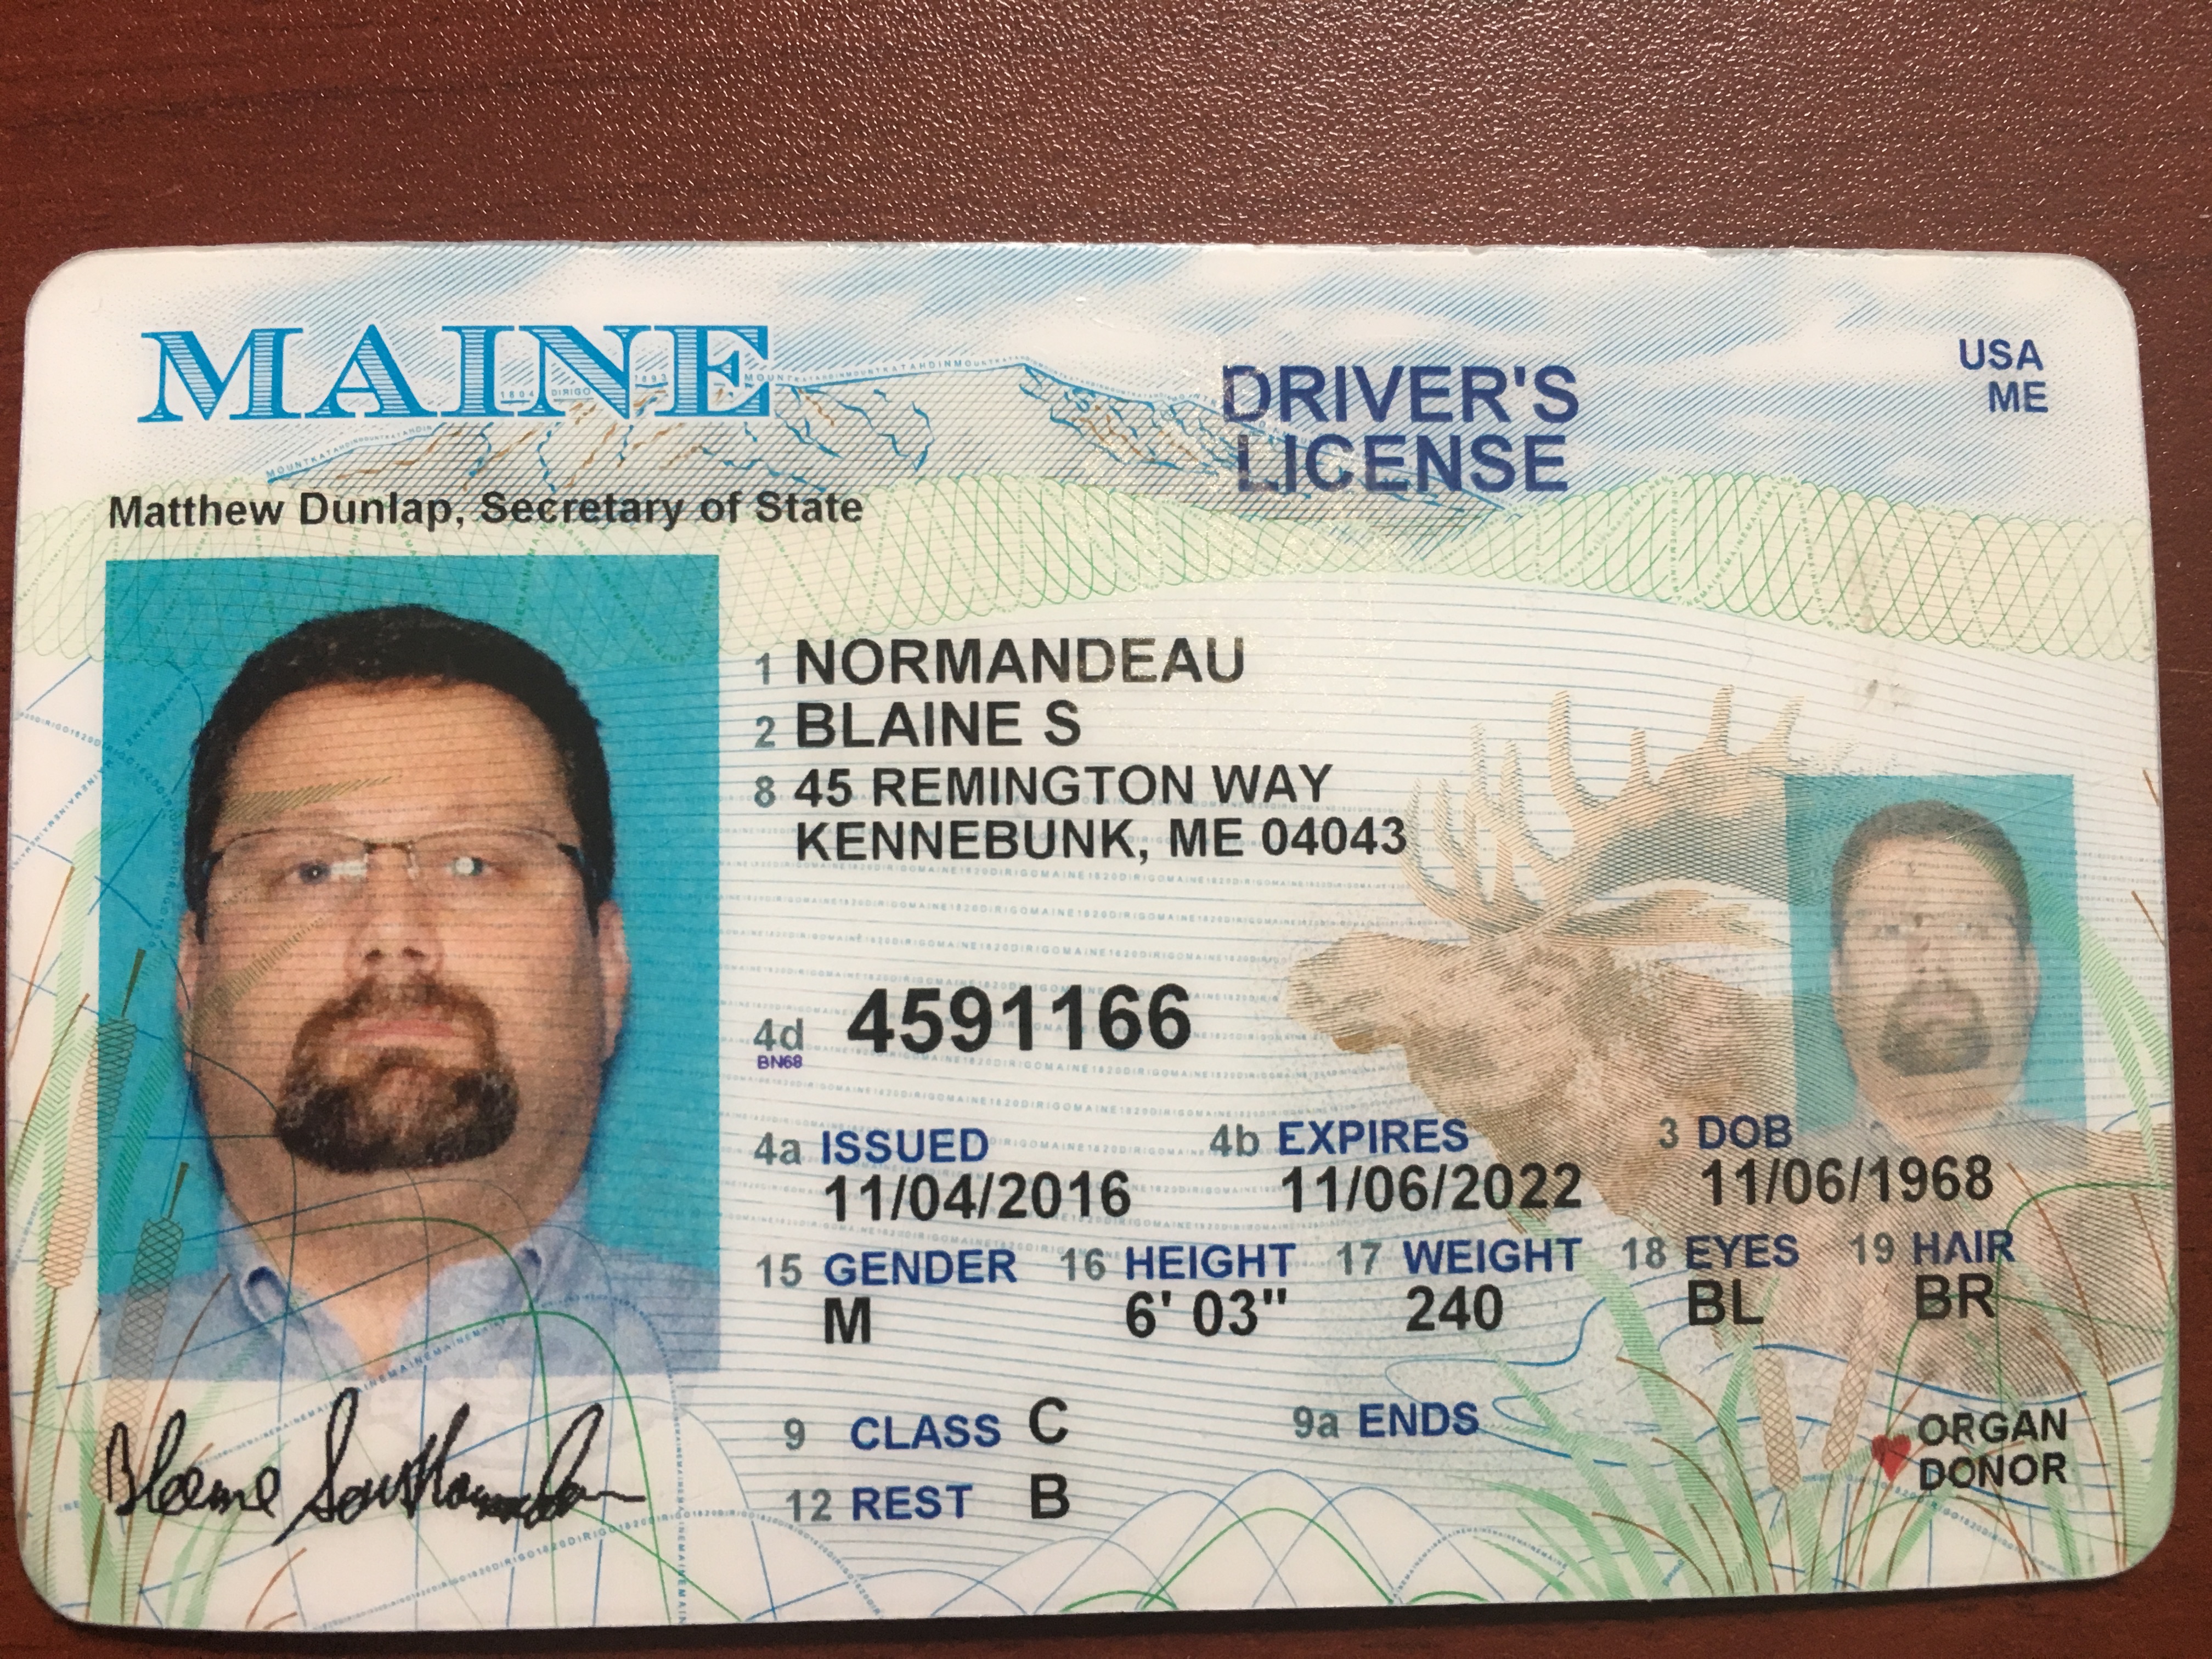 MAINE
DRIVER'S
LICENSE
USA
ME
Matthew Dunlap, Secretary of State
1 NORMANDEAU
2 BLAINE S
8 45 REMINGTON WAY
KENNEBUNK, ME 04043
4d 4591166
BN68
4a ISSUED 4b EXPIRES 3 DOB
11/04/2016 11/06/2022 11/06/1968
15 GENDER 16 HEIGHT 17 WEIGHT 18 EYES 19 HAIR
M 6' 03" 240 BL BR
9 CLASS C 9a ENDS
12 REST B
ORGAN
DONOR